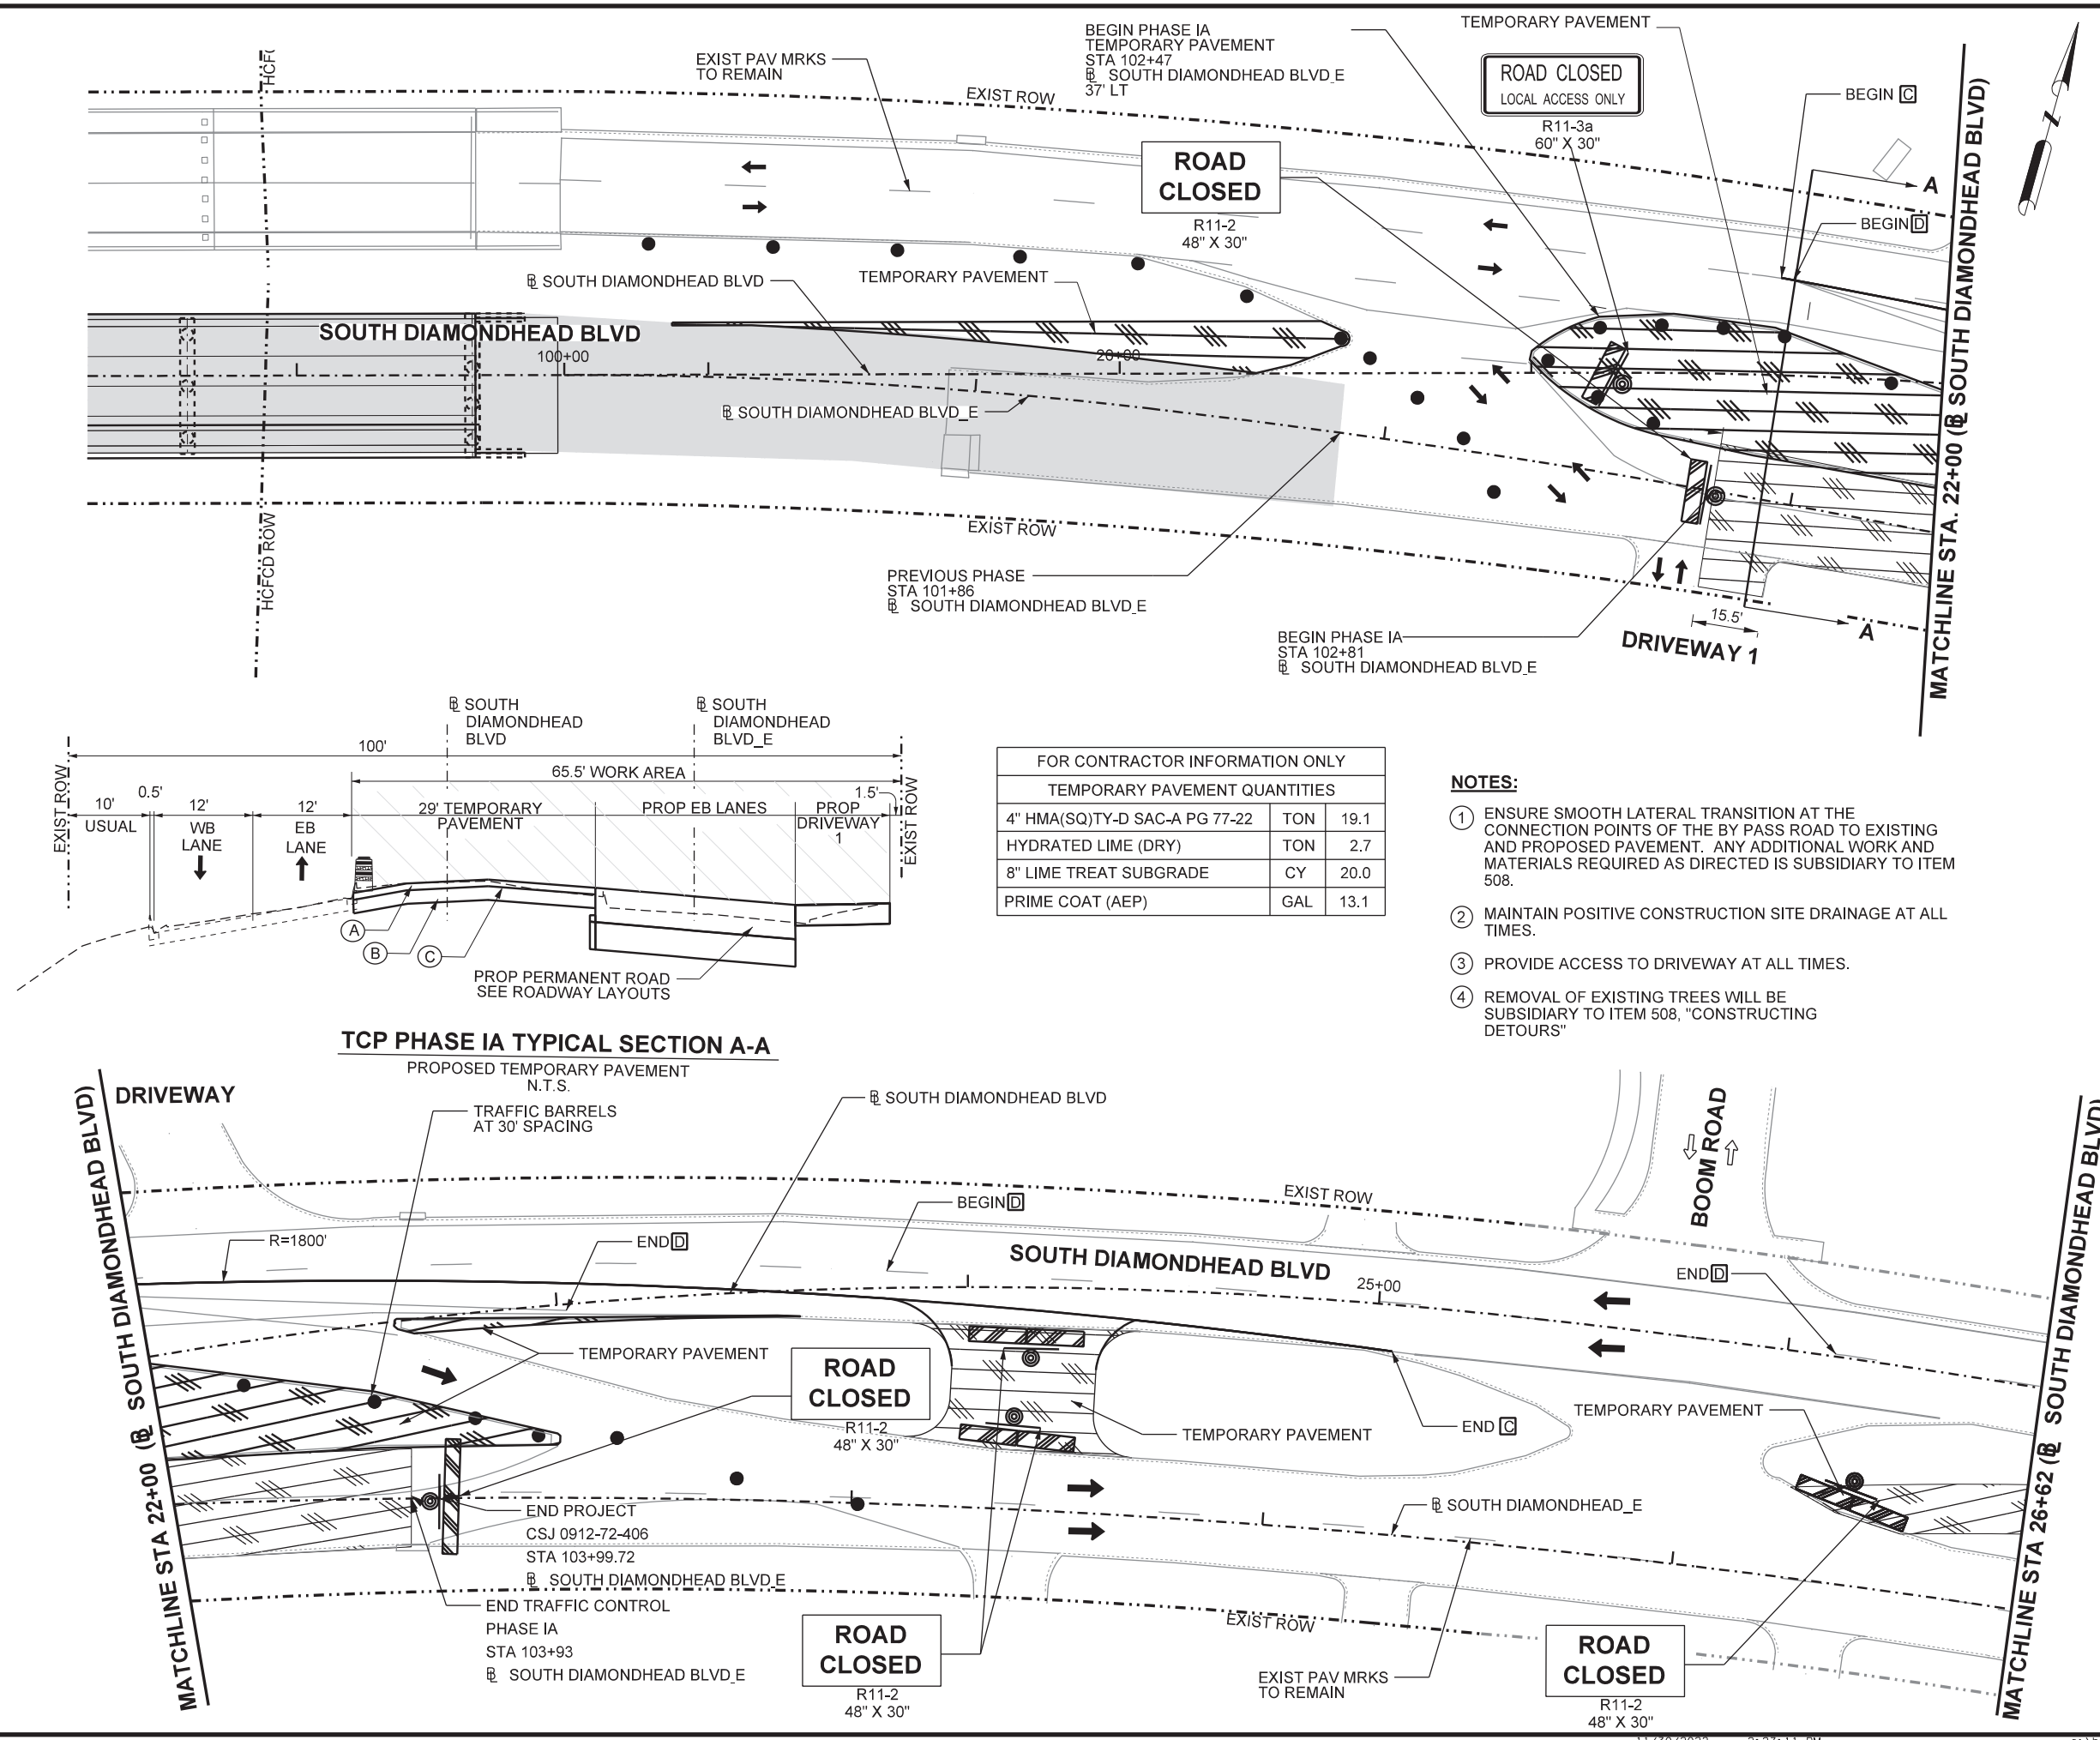 EXIST PAV MRKS
TO REMAIN
BEGIN PHASE IA
TEMPORARY PAVEMENT
STA 102+47
℄ SOUTH DIAMONDHEAD BLVD_E
37' LT
TEMPORARY PAVEMENT
ROAD CLOSED
LOCAL ACCESS ONLY
R11-3a
60" X 30"
BEGIN C
EXIST ROW
ROAD
CLOSED
R11-2
48" X 30"
A
BEGIN D
SOUTH DIAMONDHEAD BLVD
TEMPORARY PAVEMENT
SOUTH DIAMONDHEAD BLVD
100+00
20+00
SOUTH DIAMONDHEAD BLVD_E
EXIST ROW
HCFCD ROW
PREVIOUS PHASE
STA 101+86
SOUTH DIAMONDHEAD BLVD_E
BEGIN PHASE IA
STA 102+81
SOUTH DIAMONDHEAD BLVD_E
15.5'
DRIVEWAY 1
A
MATCHLINE STA. 22+00 (SOUTH DIAMONDHEAD BLVD)
SOUTH
DIAMONDHEAD
BLVD
SOUTH
DIAMONDHEAD
BLVD_E
100'
65.5' WORK AREA
EXIST ROW
10'
USUAL
0.5'
12'
WB
LANE
12'
EB
LANE
29' TEMPORARY
PAVEMENT
PROP EB LANES
PROP
DRIVEWAY
1
1.5'
EXIST ROW
A
B
C
PROP PERMANENT ROAD
SEE ROADWAY LAYOUTS
TCP PHASE IA TYPICAL SECTION A-A
PROPOSED TEMPORARY PAVEMENT
N.T.S.
FOR CONTRACTOR INFORMATION ONLY
TEMPORARY PAVEMENT QUANTITIES
4" HMA(SQ)TY-D SAC-A PG 77-22 TON 19.1
HYDRATED LIME (DRY) TON 2.7
8" LIME TREAT SUBGRADE CY 20.0
PRIME COAT (AEP) GAL 13.1
NOTES:
1 ENSURE SMOOTH LATERAL TRANSITION AT THE
CONNECTION POINTS OF THE BY PASS ROAD TO EXISTING
AND PROPOSED PAVEMENT. ANY ADDITIONAL WORK AND
MATERIALS REQUIRED AS DIRECTED IS SUBSIDIARY TO ITEM
508.
2 MAINTAIN POSITIVE CONSTRUCTION SITE DRAINAGE AT ALL
TIMES.
3 PROVIDE ACCESS TO DRIVEWAY AT ALL TIMES.
4 REMOVAL OF EXISTING TREES WILL BE
SUBSIDIARY TO ITEM 508, "CONSTRUCTING
DETOURS"
DRIVEWAY
TRAFFIC BARRELS
AT 30' SPACING
SOUTH DIAMONDHEAD BLVD
BOOM ROAD
R=1800'
END D
BEGIN D
EXIST ROW
SOUTH DIAMONDHEAD BLVD
25+00
END D
TEMPORARY PAVEMENT
ROAD
CLOSED
R11-2
48" X 30"
TEMPORARY PAVEMENT
END C
TEMPORARY PAVEMENT
SOUTH DIAMONDHEAD_E
END PROJECT
CSJ 0912-72-406
STA 103+99.72
SOUTH DIAMONDHEAD BLVD_E
END TRAFFIC CONTROL
PHASE IA
STA 103+93
SOUTH DIAMONDHEAD BLVD_E
ROAD
CLOSED
R11-2
48" X 30"
EXIST ROW
EXIST PAV MRKS
TO REMAIN
ROAD
CLOSED
R11-2
48" X 30"
MATCHLINE STA 22+00 (SOUTH DIAMONDHEAD BLVD)
MATCHLINE STA 26+62 (SOUTH DIAMONDHEAD BLVD)